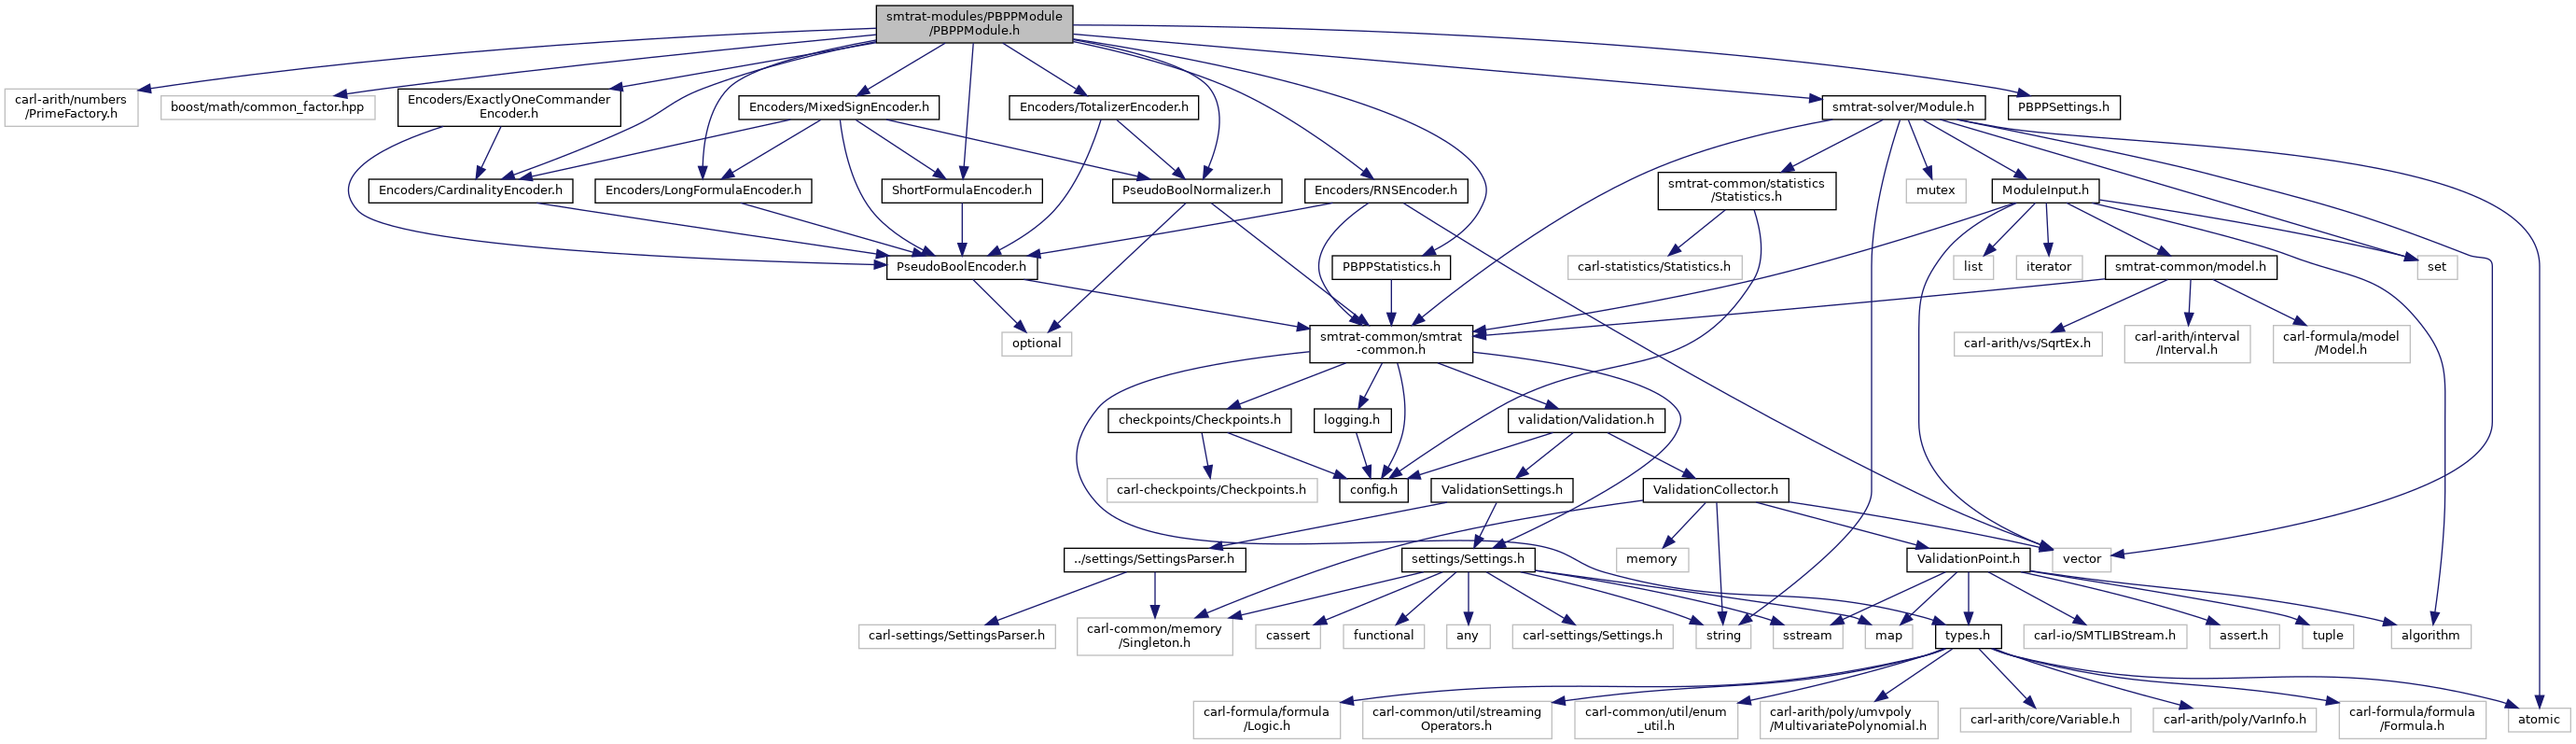 smtrat-modules/PBPPModule
/PBPPModule.h
carl-arith/numbers
/PrimeFactory.h
boost/math/common_factor.hpp
Encoders/ExactlyOneCommander
Encoder.h
Encoders/MixedSignEncoder.h
Encoders/TotalizerEncoder.h
smtrat-solver/Module.h
PBPPSettings.h
Encoders/CardinalityEncoder.h
Encoders/LongFormulaEncoder.h
ShortFormulaEncoder.h
PseudoBoolNormalizer.h
Encoders/RNSEncoder.h
smtrat-common/statistics
/Statistics.h
mutex
ModuleInput.h
PseudoBoolEncoder.h
PBPPStatistics.h
carl-statistics/Statistics.h
list
iterator
smtrat-common/model.h
set
optional
smtrat-common/smtrat
-common.h
carl-arith/vs/SqrtEx.h
carl-arith/interval
/Interval.h
carl-formula/model
/Model.h
checkpoints/Checkpoints.h
logging.h
validation/Validation.h
carl-checkpoints/Checkpoints.h
config.h
ValidationSettings.h
ValidationCollector.h
../settings/SettingsParser.h
settings/Settings.h
memory
ValidationPoint.h
vector
carl-settings/SettingsParser.h
carl-common/memory
/Singleton.h
cassert
functional
any
carl-settings/Settings.h
string
sstream
map
types.h
carl-io/SMTLIBStream.h
assert.h
tuple
algorithm
carl-formula/formula
/Logic.h
carl-common/util/streaming
Operators.h
carl-common/util/enum
_util.h
carl-arith/poly/umvpoly
/MultivariatePolynomial.h
carl-arith/core/Variable.h
carl-arith/poly/VarInfo.h
carl-formula/formula
/Formula.h
atomic